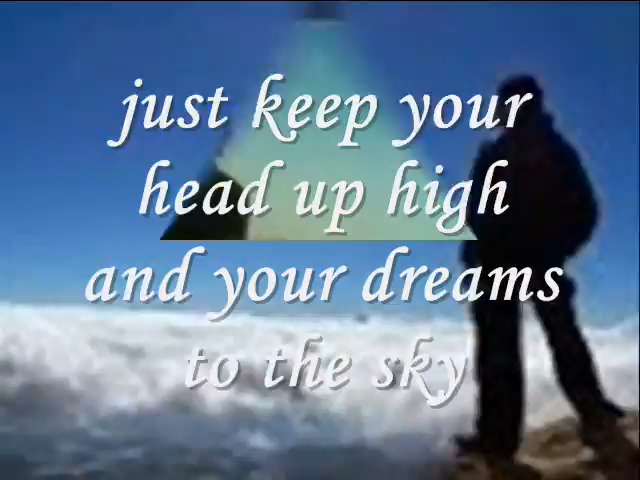 just keep your
head up high
and your dreams
to the sky